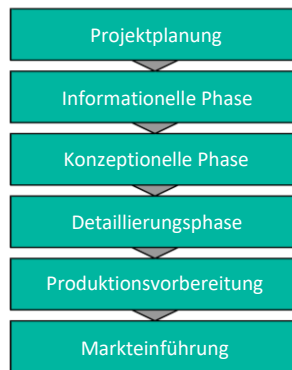 Projektplanung
Informationelle Phase
Konzeptionelle Phase
Detaillierungsphase
Produktionsvorbereitung
Markteinführung